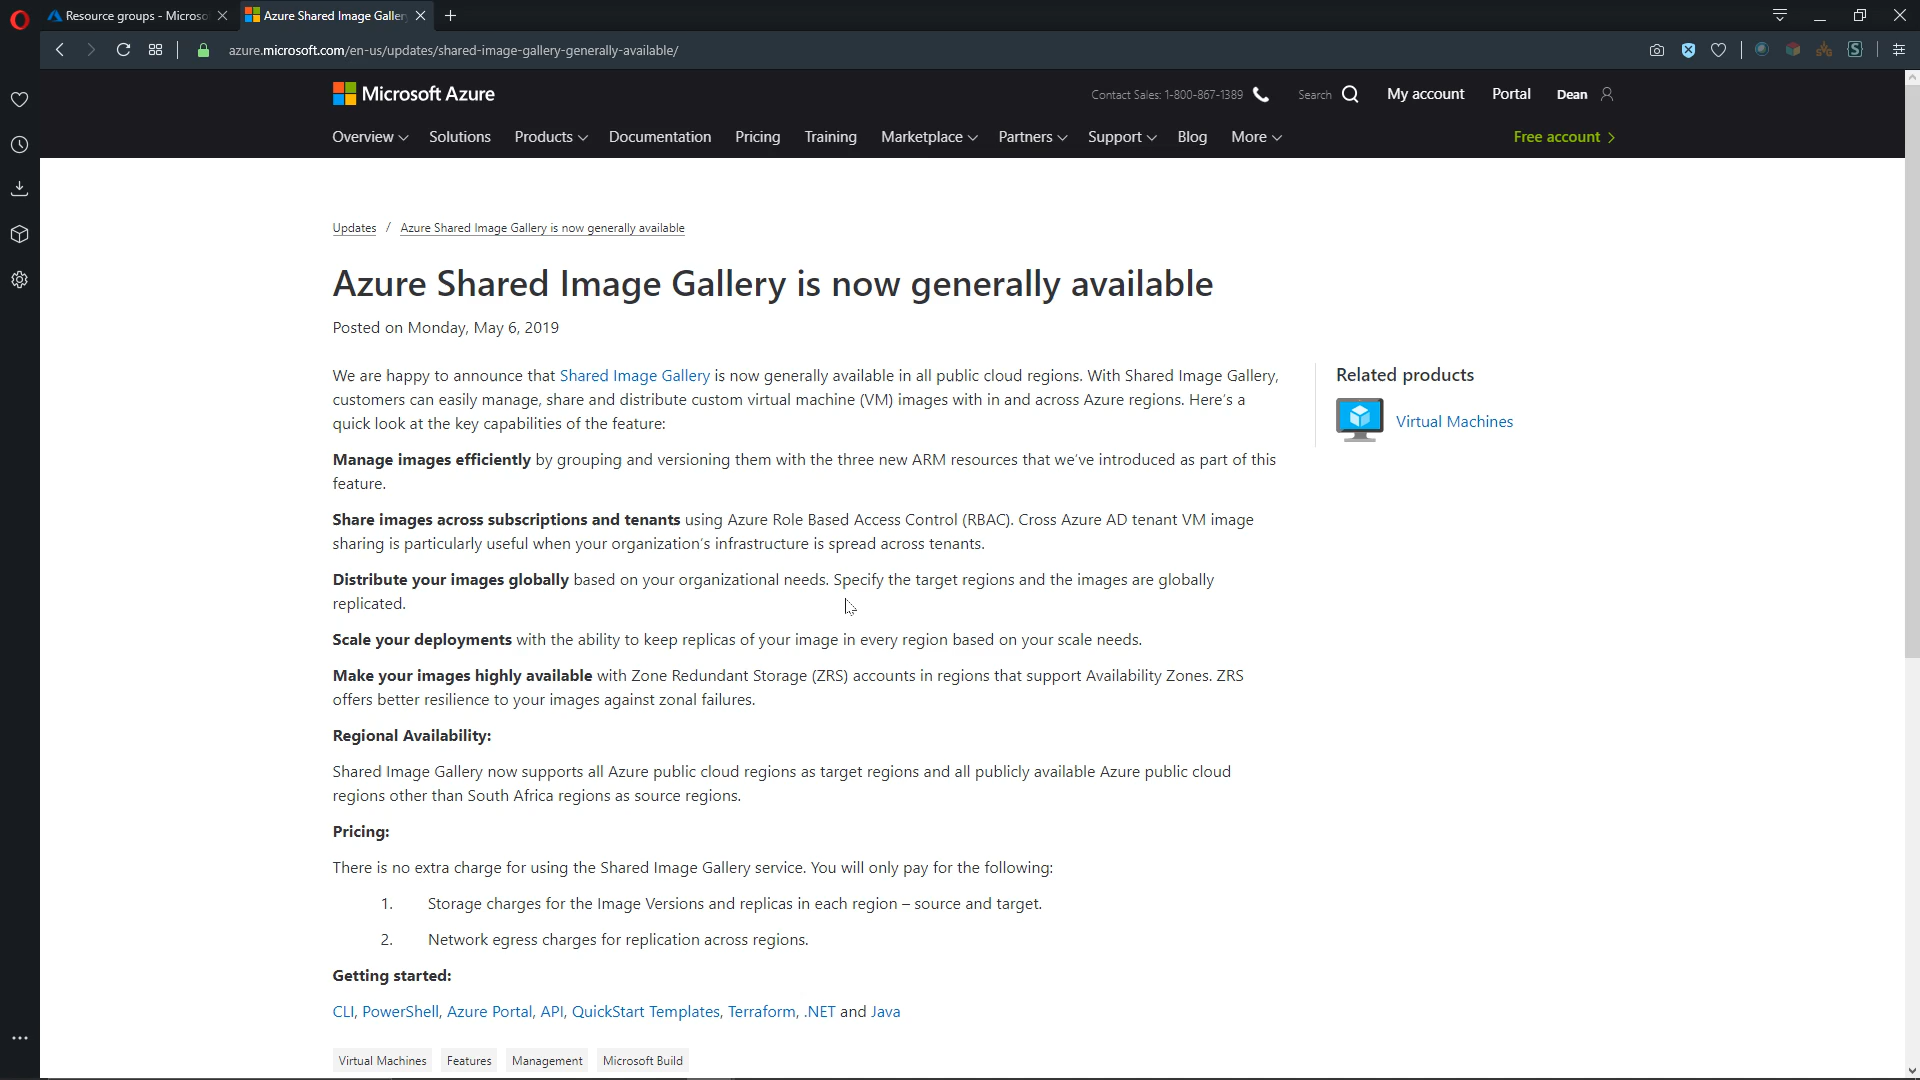 Resource groups - Microso
Azure Shared Image Galler
azure.microsoft.com/en-us/updates/shared-image-gallery-generally-available/
Microsoft Azure
Contact Sales: 1-800-867-1389
Search
My account
Portal
Dean
Overview
Solutions
Products
Documentation
Pricing
Training
Marketplace
Partners
Support
Blog
More
Free account
Updates / Azure Shared Image Gallery is now generally available
Azure Shared Image Gallery is now generally available
Posted on Monday, May 6, 2019
We are happy to announce that Shared Image Gallery is now generally available in all public cloud regions. With Shared Image Gallery,
customers can easily manage, share and distribute custom virtual machine (VM) images with in and across Azure regions. Here's a
quick look at the key capabilities of the feature:
Manage images efficiently by grouping and versioning them with the three new ARM resources that we've introduced as part of this
feature.
Share images across subscriptions and tenants using Azure Role Based Access Control (RBAC). Cross Azure AD tenant VM image
sharing is particularly useful when your organization's infrastructure is spread across tenants.
Distribute your images globally based on your organizational needs. Specify the target regions and the images are globally
replicated.
Scale your deployments with the ability to keep replicas of your image in every region based on your scale needs.
Make your images highly available with Zone Redundant Storage (ZRS) accounts in regions that support Availability Zones. ZRS
offers better resilience to your images against zonal failures.
Regional Availability:
Shared Image Gallery now supports all Azure public cloud regions as target regions and all publicly available Azure public cloud
regions other than South Africa regions as source regions.
Pricing:
There is no extra charge for using the Shared Image Gallery service. You will only pay for the following:
1. Storage charges for the Image Versions and replicas in each region – source and target.
2. Network egress charges for replication across regions.
Getting started:
CLI, PowerShell, Azure Portal, API, QuickStart Templates, Terraform, .NET and Java
Virtual Machines
Features
Management
Microsoft Build
Related products
Virtual Machines